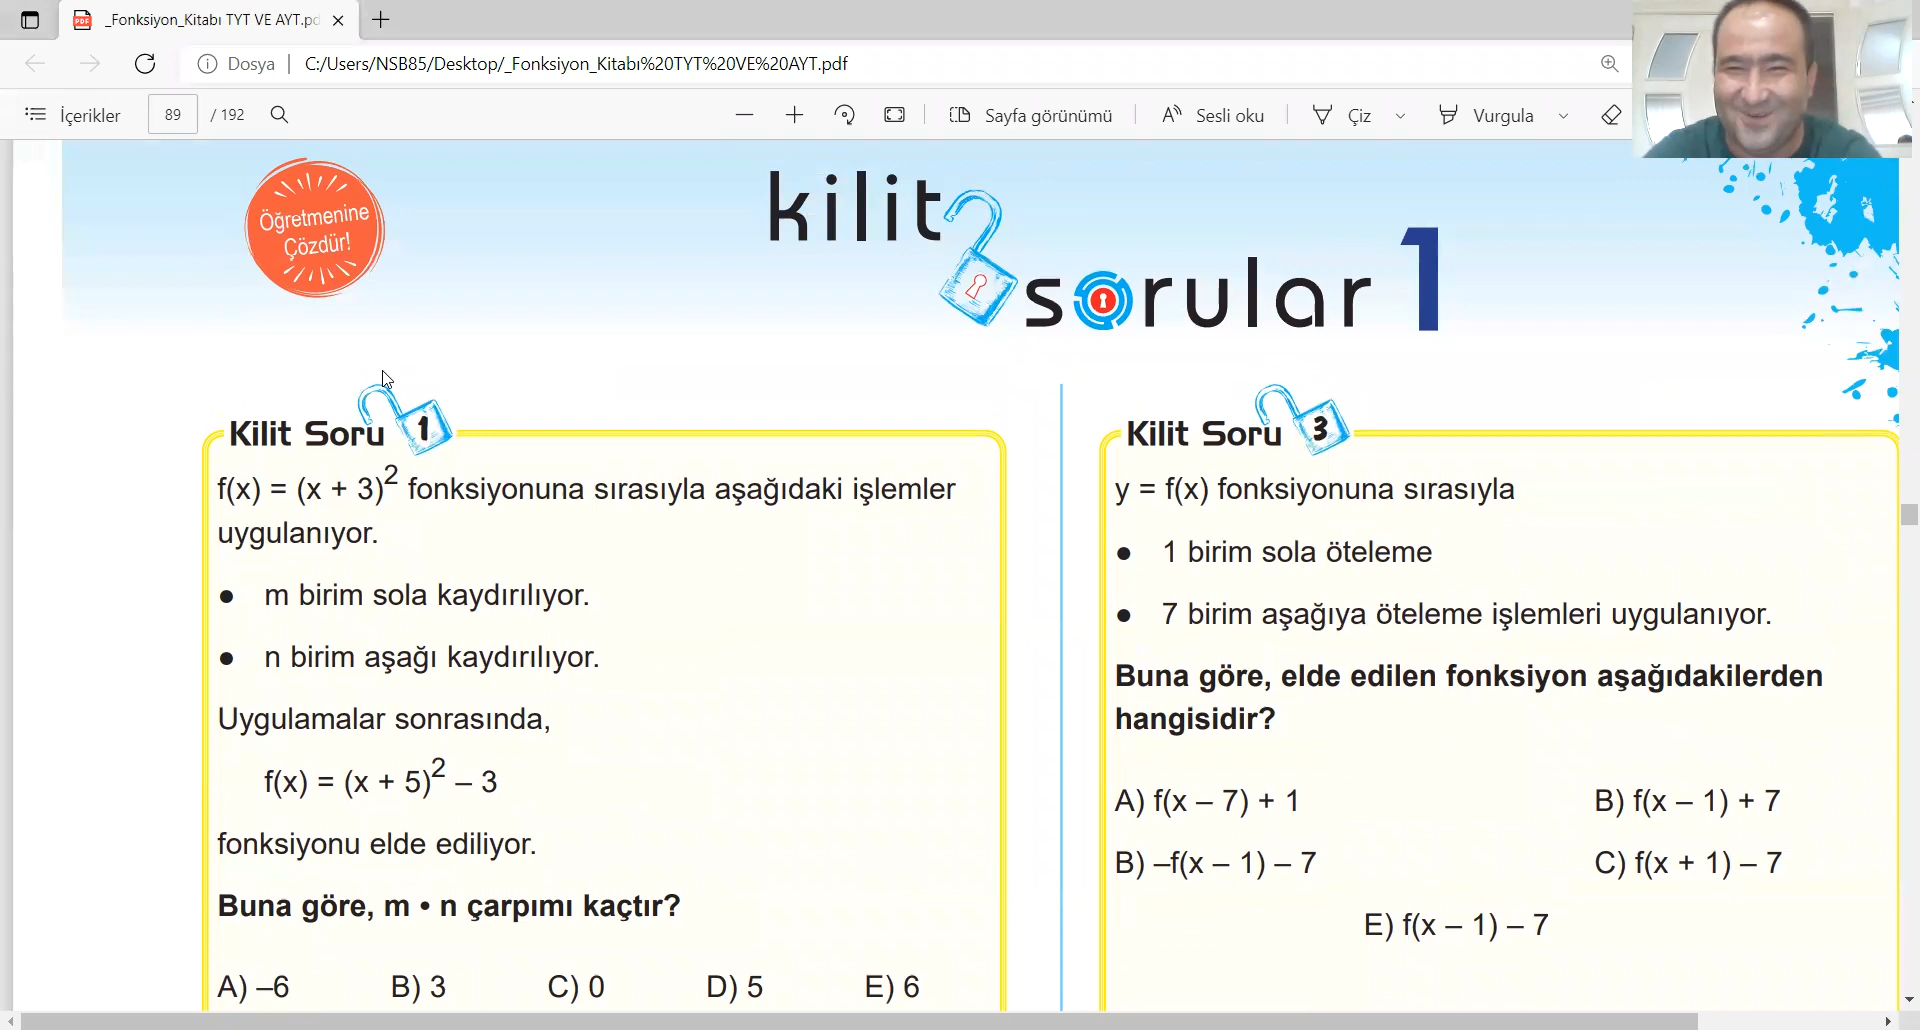 _Fonksiyon_Kitabı TYT VE AYT.pd
Dosya | C:/Users/NSB85/Desktop/_Fonksiyon_Kitabı%20TYT%20VE%20AYT.pdf
İçerikler 89 / 192 Sayfa görünümü Sesli oku Çiz Vurgula
Öğretmenine
Çözdür!
kilit
sorular 1
Kilit Soru 1
f(x) = (x + 3)² fonksiyonuna sırasıyla aşağıdaki işlemler
uygulanıyor.
● m birim sola kaydırılıyor.
● n birim aşağı kaydırılıyor.
Uygulamalar sonrasında,
f(x) = (x + 5)² – 3
fonksiyonu elde ediliyor.
Buna göre, m • n çarpımı kaçtır?
A) –6 B) 3 C) 0 D) 5 E) 6
Kilit Soru 3
y = f(x) fonksiyonuna sırasıyla
● 1 birim sola öteleme
● 7 birim aşağıya öteleme işlemleri uygulanıyor.
Buna göre, elde edilen fonksiyon aşağıdakilerden
hangisidir?
A) f(x – 7) + 1 B) f(x – 1) + 7
B) –f(x – 1) – 7 C) f(x + 1) – 7
E) f(x – 1) – 7